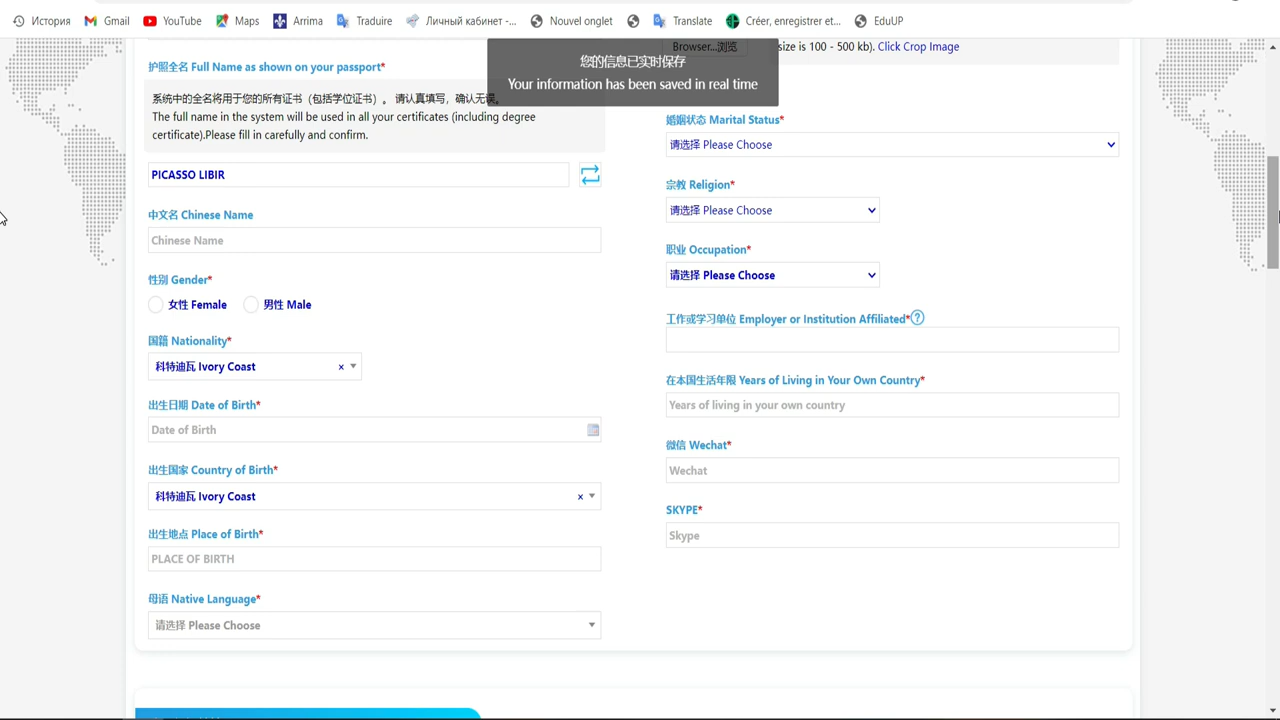 История
Gmail
YouTube
Maps
Arrima
Traduire
Личный кабинет -...
Nouvel onglet
Translate
Créer, enregistrer et...
EduUP
护照全名 Full Name as shown on your passport*
系统中的全名将用于您的所有证书（包括学位证书）。 请认真填写，确认无误。
The full name in the system will be used in all your certificates (including degree
certificate).Please fill in carefully and confirm.
PICASSO LIBIR
中文名 Chinese Name
Chinese Name
性别 Gender*
女性 Female
男性 Male
国籍 Nationality*
科特迪瓦 Ivory Coast
×
出生日期 Date of Birth*
Date of Birth
出生国家 Country of Birth*
科特迪瓦 Ivory Coast
×
出生地点 Place of Birth*
PLACE OF BIRTH
母语 Native Language*
请选择 Please Choose
您的信息已实时保存
Your information has been saved in real time
Browser...浏览
size is 100 - 500 kb). Click Crop Image
婚姻状态 Marital Status*
请选择 Please Choose
宗教 Religion*
请选择 Please Choose
职业 Occupation*
请选择 Please Choose
工作或学习单位 Employer or Institution Affiliated*?
在本国生活年限 Years of Living in Your Own Country*
Years of living in your own country
微信 Wechat*
Wechat
SKYPE*
Skype